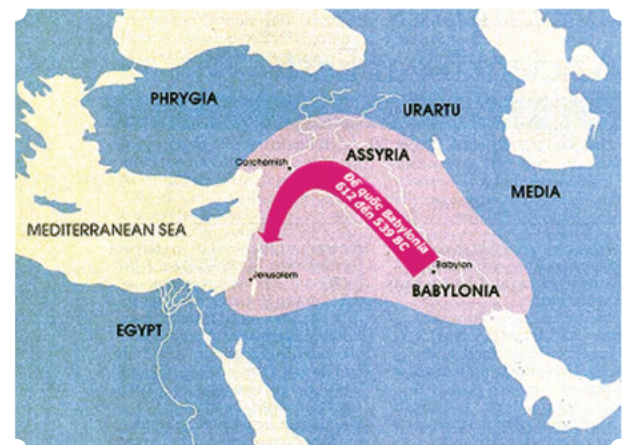 PHRYGIA
URARTU
Carchemish
ASSYRIA
Đế quốc Babylonia
612 đến 539 BC
MEDIA
MEDITERRANEAN SEA
Babylon
Jerusalem
BABYLONIA
EGYPT